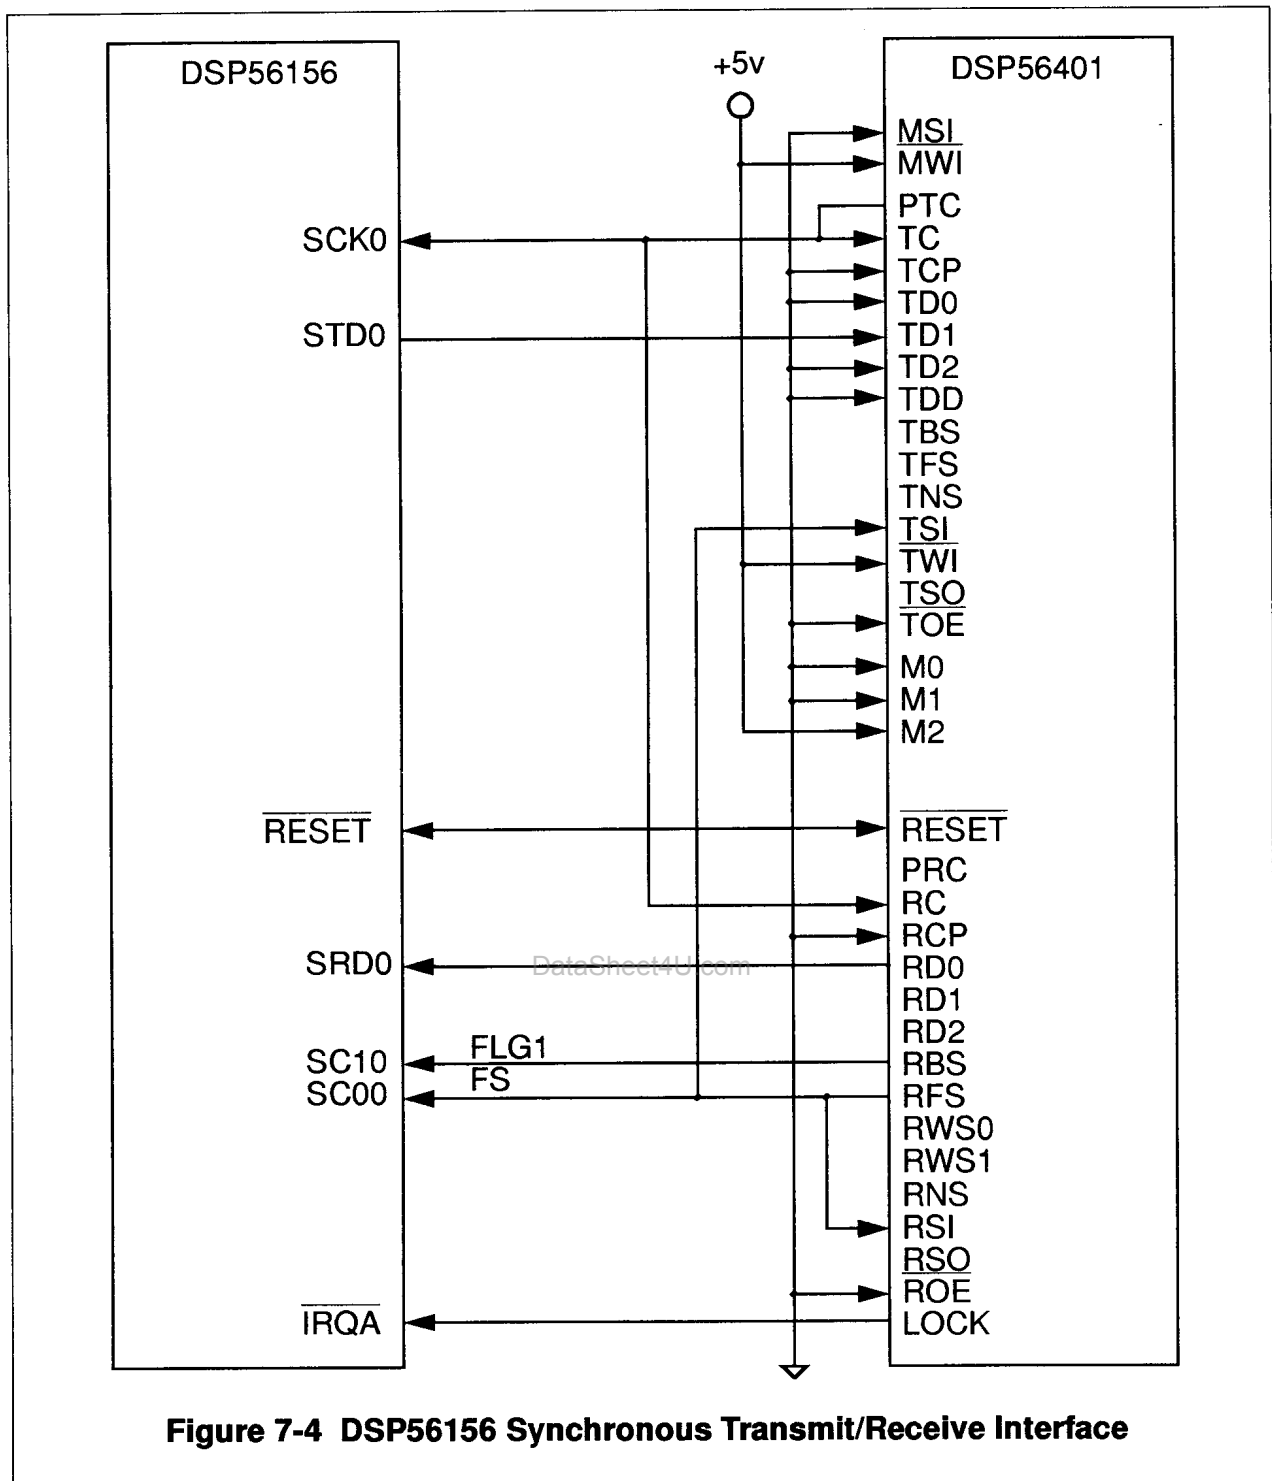 DSP56156
+5v
DSP56401
MSI
MWI
PTC
SCK0
TC
TCP
TD0
STD0
TD1
TD2
TDD
TBS
TFS
TNS
TSI
TWI
TSO
TOE
M0
M1
M2
RESET
RESET
PRC
RC
RCP
SRD0
DataSheet4U.com
RD0
RD1
RD2
SC10
FLG1
RBS
SC00
FS
RFS
RWS0
RWS1
RNS
RSI
RSO
ROE
IRQA
LOCK
Figure 7-4 DSP56156 Synchronous Transmit/Receive Interface